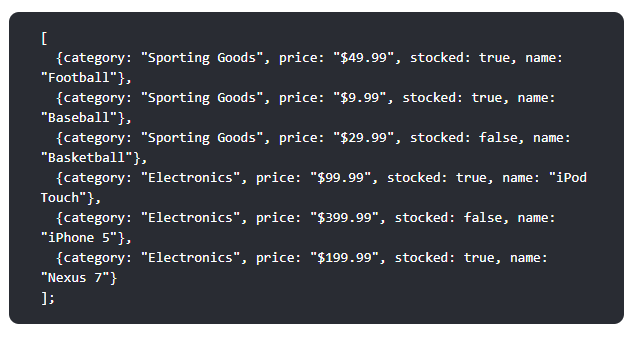 [
  {category: "Sporting Goods", price: "$49.99", stocked: true, name:
"Football"},
  {category: "Sporting Goods", price: "$9.99", stocked: true, name:
"Baseball"},
  {category: "Sporting Goods", price: "$29.99", stocked: false, name:
"Basketball"},
  {category: "Electronics", price: "$99.99", stocked: true, name: "iPod
Touch"},
  {category: "Electronics", price: "$399.99", stocked: false, name:
"iPhone 5"},
  {category: "Electronics", price: "$199.99", stocked: true, name:
"Nexus 7"}
];